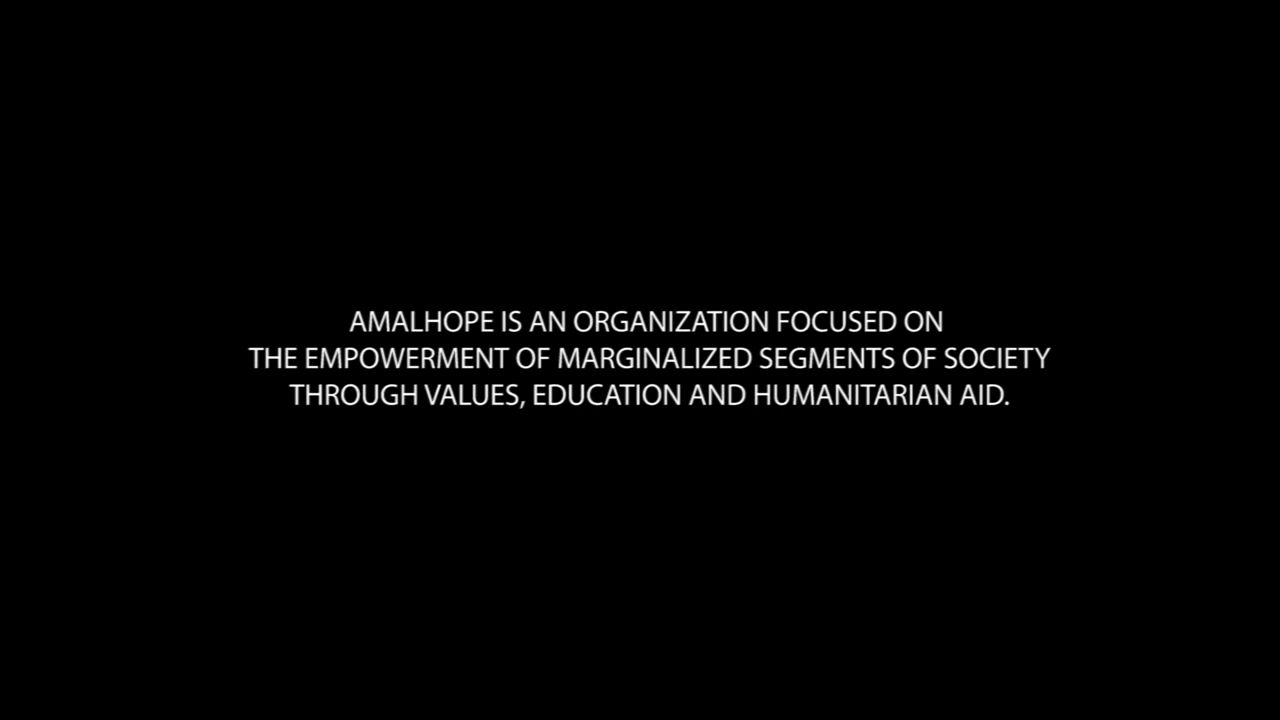 AMALHOPE IS AN ORGANIZATION FOCUSED ON
THE EMPOWERMENT OF MARGINALIZED SEGMENTS OF SOCIETY
THROUGH VALUES, EDUCATION AND HUMANITARIAN AID.